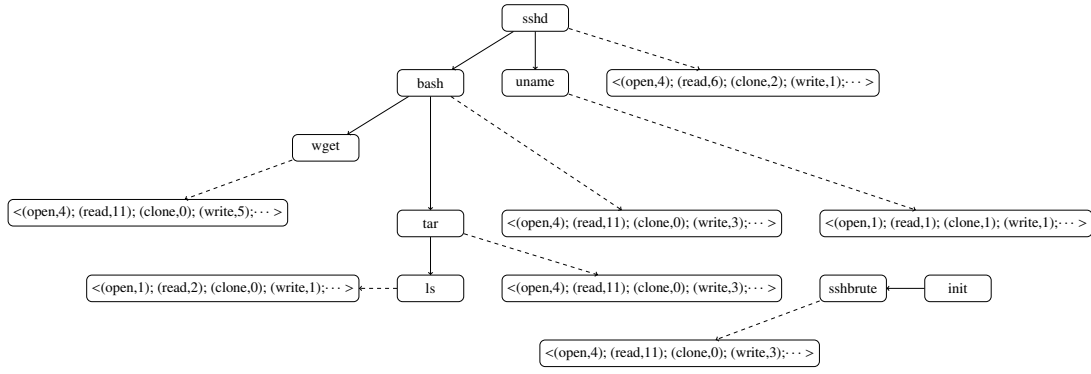 sshd
bash
uname
<(open,4); (read,6); (clone,2); (write,1);··· >
wget
<(open,4); (read,11); (clone,0); (write,5);··· >
tar
<(open,4); (read,11); (clone,0); (write,3);··· >
<(open,1); (read,1); (clone,1); (write,1);··· >
<(open,1); (read,2); (clone,0); (write,1);··· >
ls
<(open,4); (read,11); (clone,0); (write,3);··· >
sshbrute
init
<(open,4); (read,11); (clone,0); (write,3);··· >